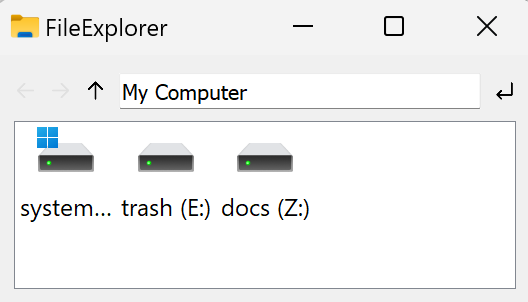 FileExplorer
My Computer
system... trash (E:) docs (Z:)